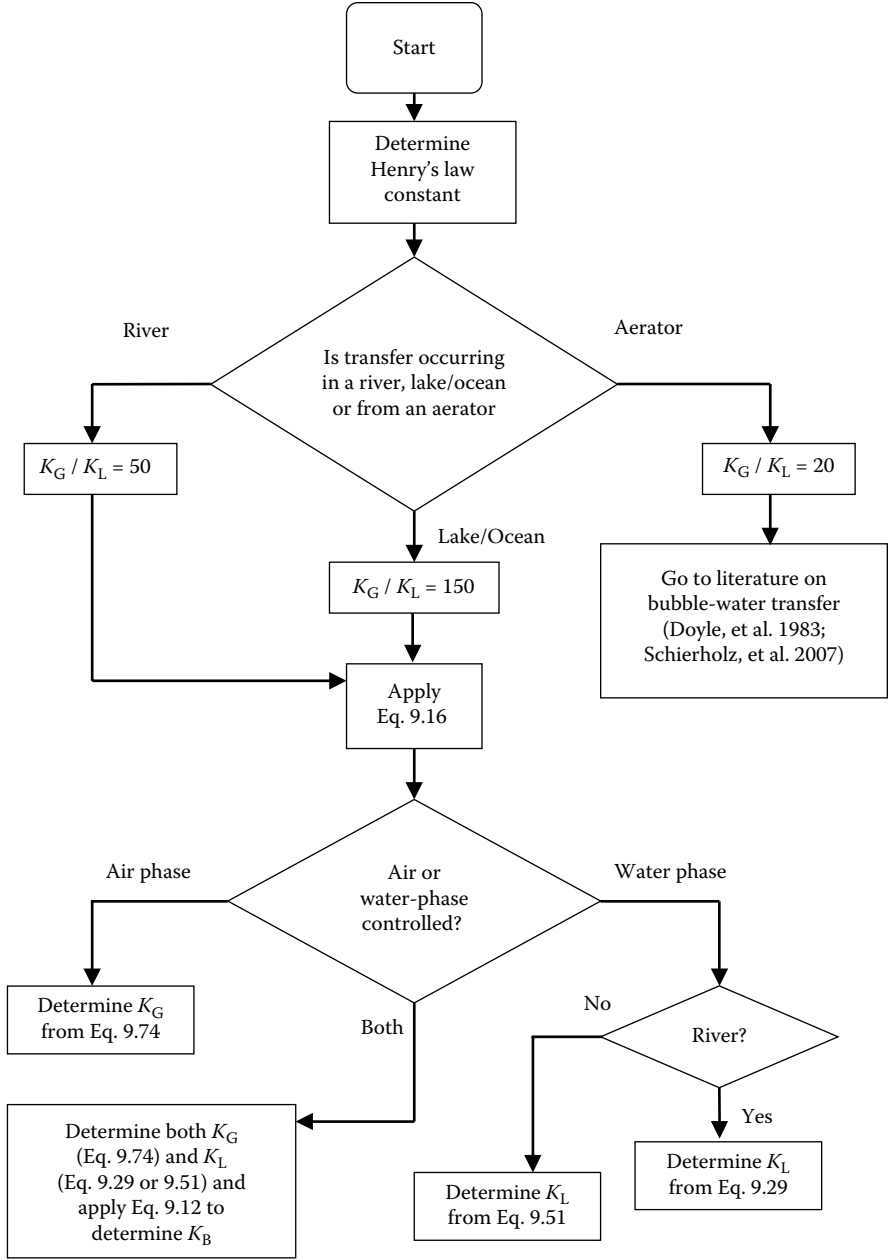 Start
Determine
Henry's law
constant
River
Aerator
Is transfer occurring
in a river, lake/ocean
or from an aerator
K_G / K_L = 50
K_G / K_L = 20
Lake/Ocean
K_G / K_L = 150
Go to literature on
bubble-water transfer
(Doyle, et al. 1983;
Schierholz, et al. 2007)
Apply
Eq. 9.16
Air phase
Air or
water-phase
controlled?
Water phase
Determine K_G
from Eq. 9.74
Both
No
River?
Yes
Determine both K_G
(Eq. 9.74) and K_L
(Eq. 9.29 or 9.51) and
apply Eq. 9.12 to
determine K_B
Determine K_L
from Eq. 9.51
Determine K_L
from Eq. 9.29